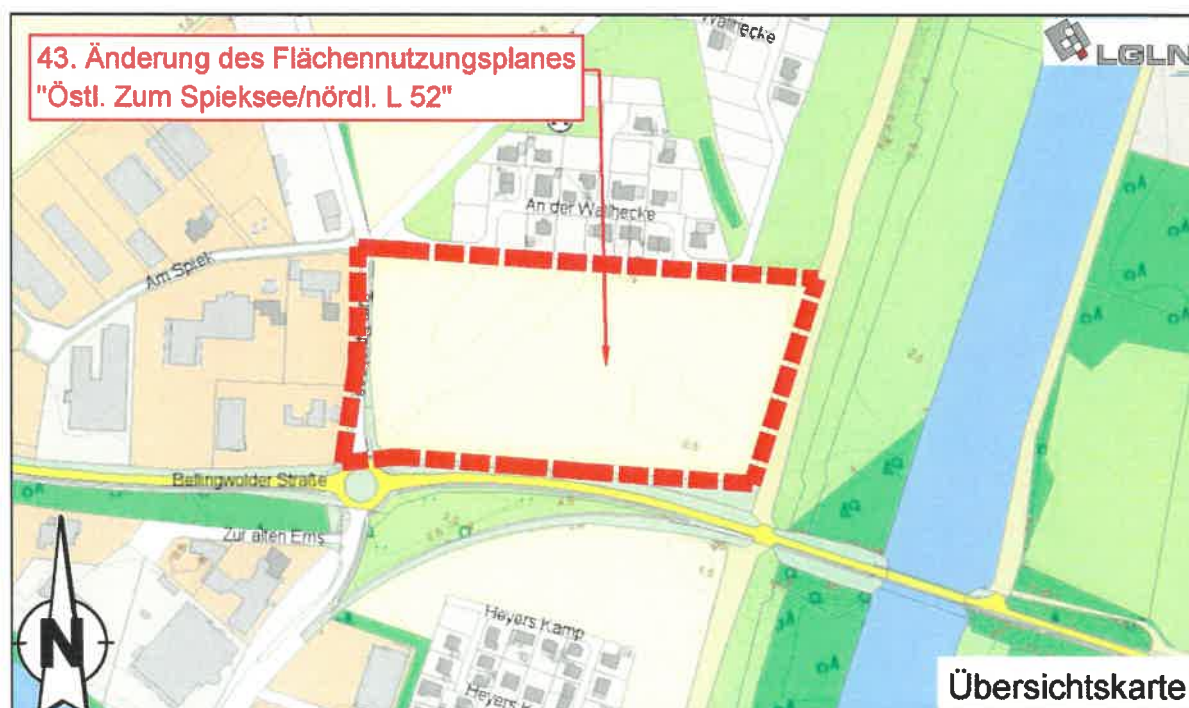 43. Änderung des Flächennutzungsplanes
"Östl. Zum Spieksee/nördl. L 52"
Wallhecke
LGLN
An der Wallhecke
Am Spiek
Bellingwolder Straße
Zur alten Ems
Heyers Kamp
Heyers K
N
Übersichtskarte